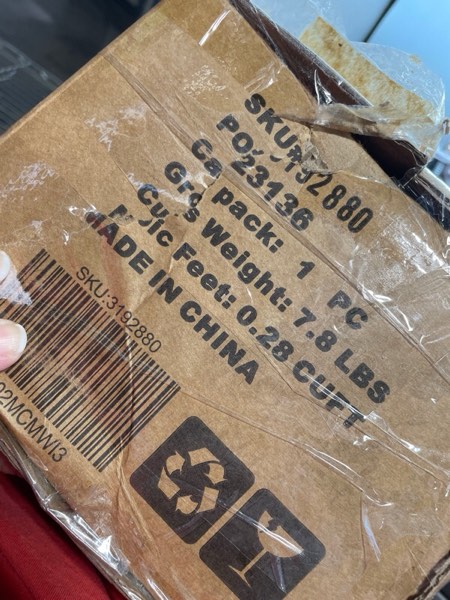 SKU:3192880
PO 23136
pack: 1 PC
Gross Weight: 7.8 LBS
Cubic Feet: 0.28 CUFT
MADE IN CHINA
SKU:3192880
02MCMWI3